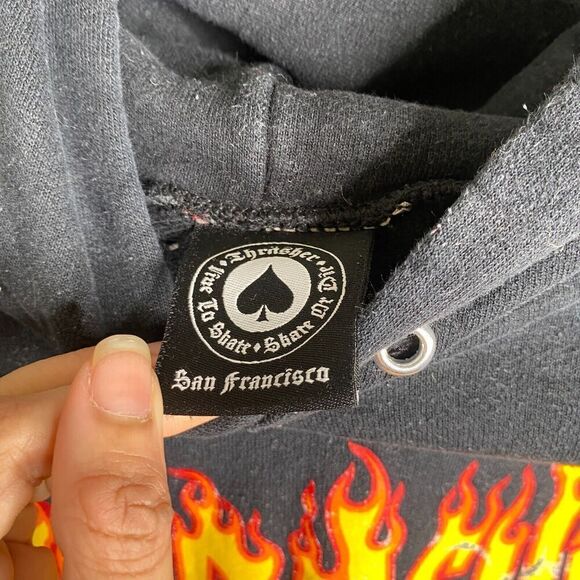 Thrasher • Skate Or Die • Skate To Live •
San Francisco